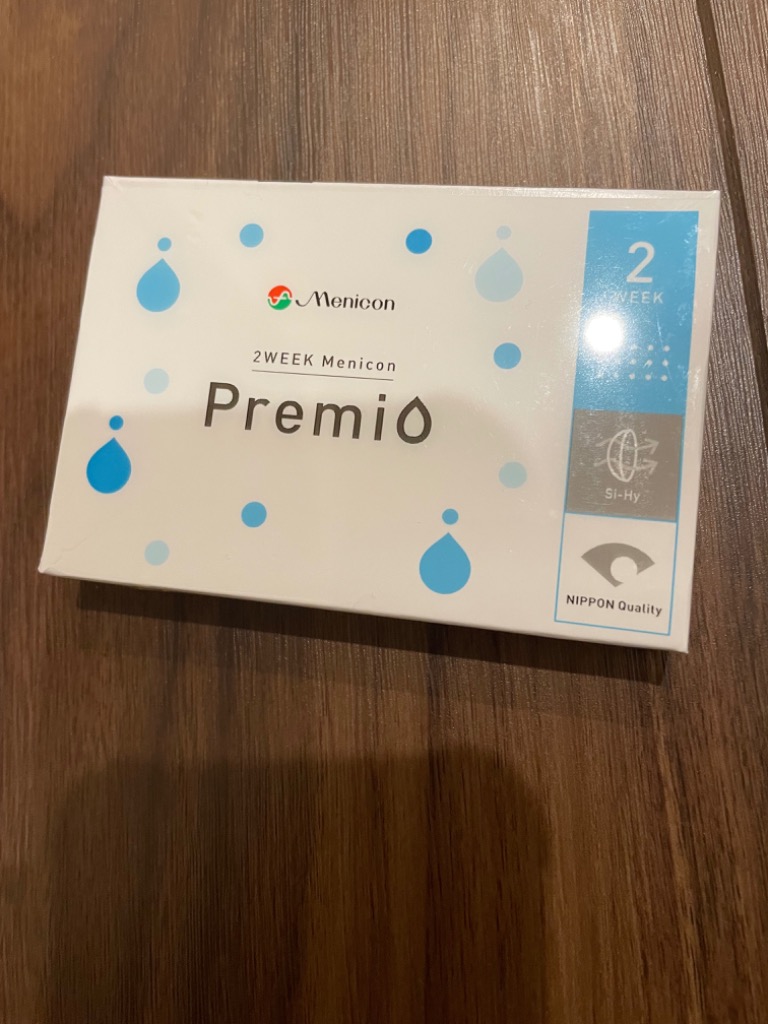 Menicon
2WEEK Menicon
Premio
2
WEEK
Si-Hy
NIPPON Quality